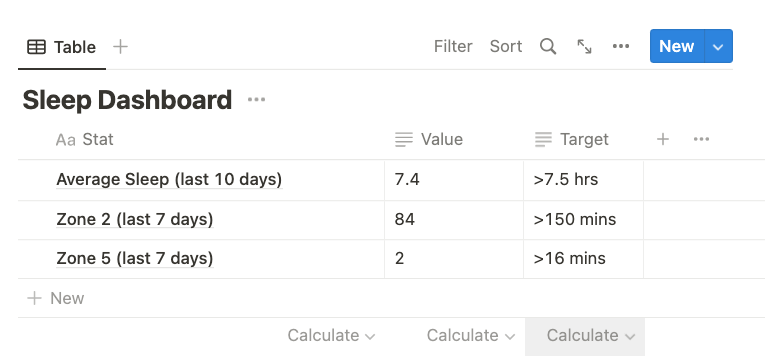 Table
Filter Sort New
Sleep Dashboard
Aa Stat Value Target
Average Sleep (last 10 days) 7.4 >7.5 hrs
Zone 2 (last 7 days) 84 >150 mins
Zone 5 (last 7 days) 2 >16 mins
New
Calculate Calculate Calculate